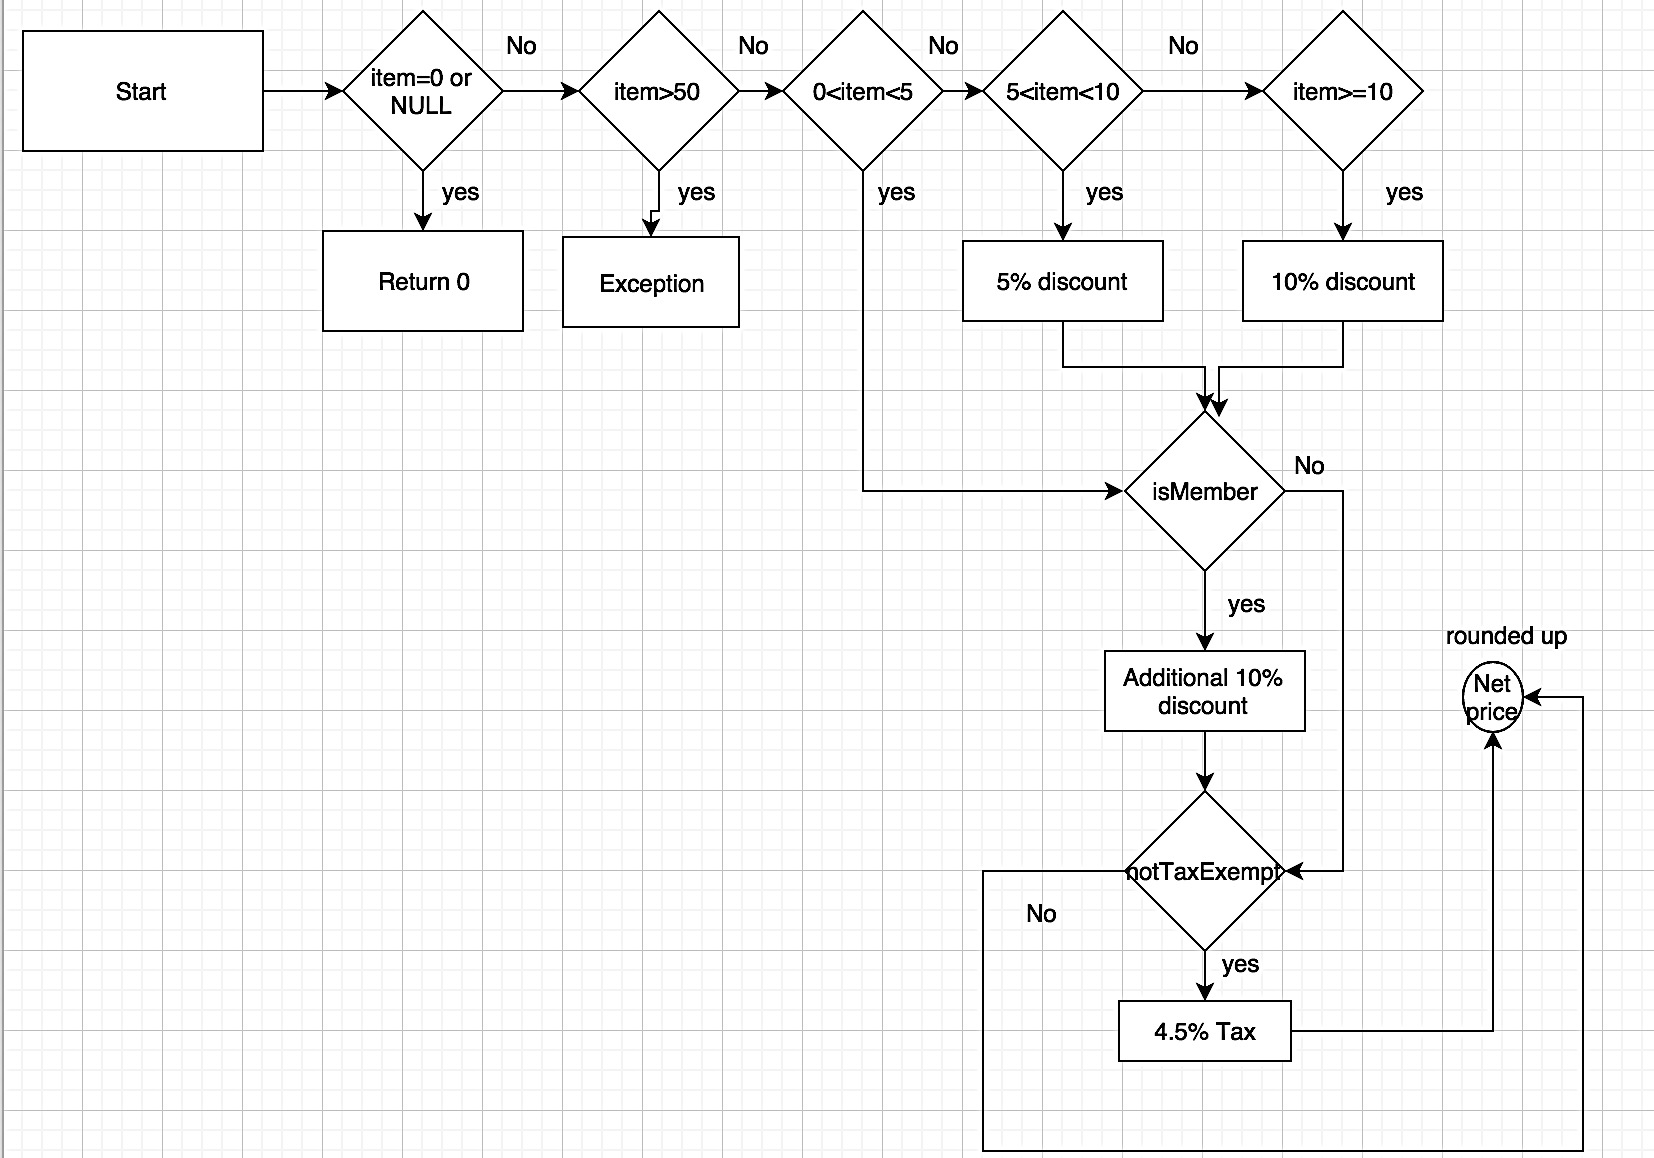 No
No
No
No
Start
item=0 or
NULL
item>50
0<item<5
5<item<10
item>=10
yes
yes
yes
yes
yes
Return 0
Exception
5% discount
10% discount
No
isMember
yes
rounded up
Additional 10%
discount
Net
price
notTaxExempt
No
yes
4.5% Tax